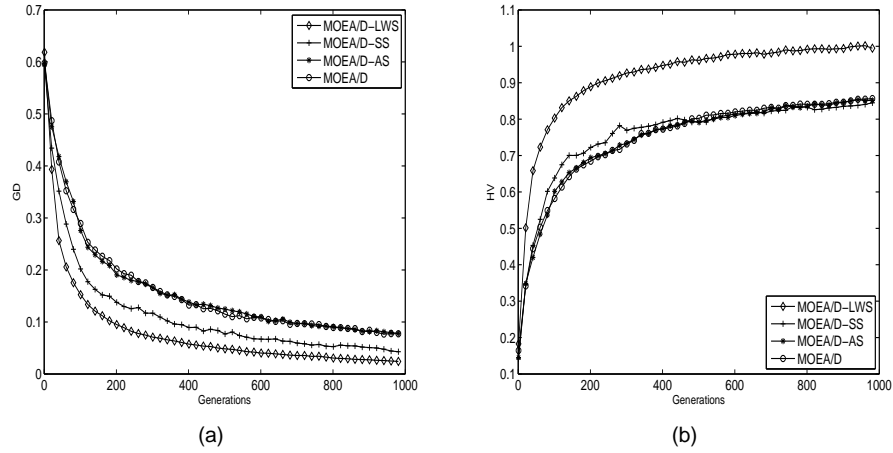 0.7
0.6
0.5
0.4
0.3
0.2
0.1
0
GD
0
200
400
600
800
1000
Generations
MOEA/D−LWS
MOEA/D−SS
MOEA/D−AS
MOEA/D
(a)
1.1
1
0.9
0.8
0.7
0.6
0.5
0.4
0.3
0.2
0.1
HV
0
200
400
600
800
1000
Generations
MOEA/D−LWS
MOEA/D−SS
MOEA/D−AS
MOEA/D
(b)